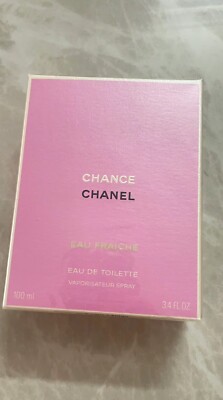 CHANCE
CHANEL
EAU FRAÎCHE
EAU DE TOILETTE
VAPORISATEUR SPRAY
100 ml
3.4 FL.OZ